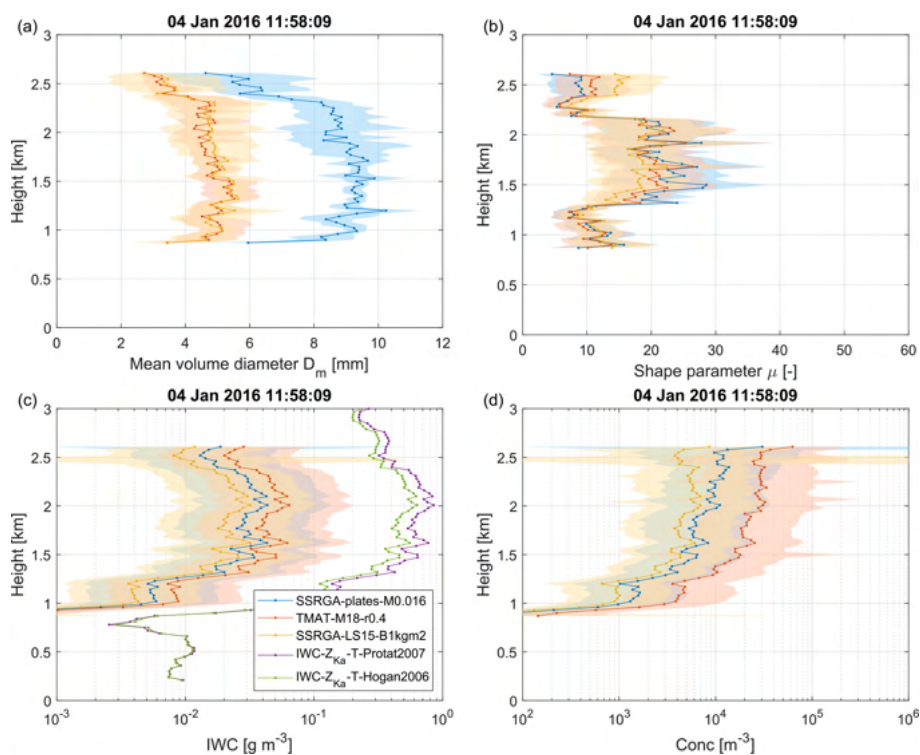 (a)
04 Jan 2016 11:58:09
3
2.5
2
1.5
1
0.5
0
Height [km]
0 2 4 6 8 10 12
Mean volume diameter D_m [mm]
(b)
04 Jan 2016 11:58:09
3
2.5
2
1.5
1
0.5
0
Height [km]
0 10 20 30 40 50 60
Shape parameter μ [-]
(c)
04 Jan 2016 11:58:09
3
2.5
2
1.5
1
0.5
0
Height [km]
SSRGA-plates-M0.016
TMAT-M18-r0.4
SSRGA-LS15-B1kgm2
IWC-Z_Ka-T-Protat2007
IWC-Z_Ka-T-Hogan2006
10^-3 10^-2 10^-1 10^0
IWC [g m^-3]
(d)
04 Jan 2016 11:58:09
3
2.5
2
1.5
1
0.5
0
Height [km]
10^2 10^3 10^4 10^5 10^6
Conc [m^-3]